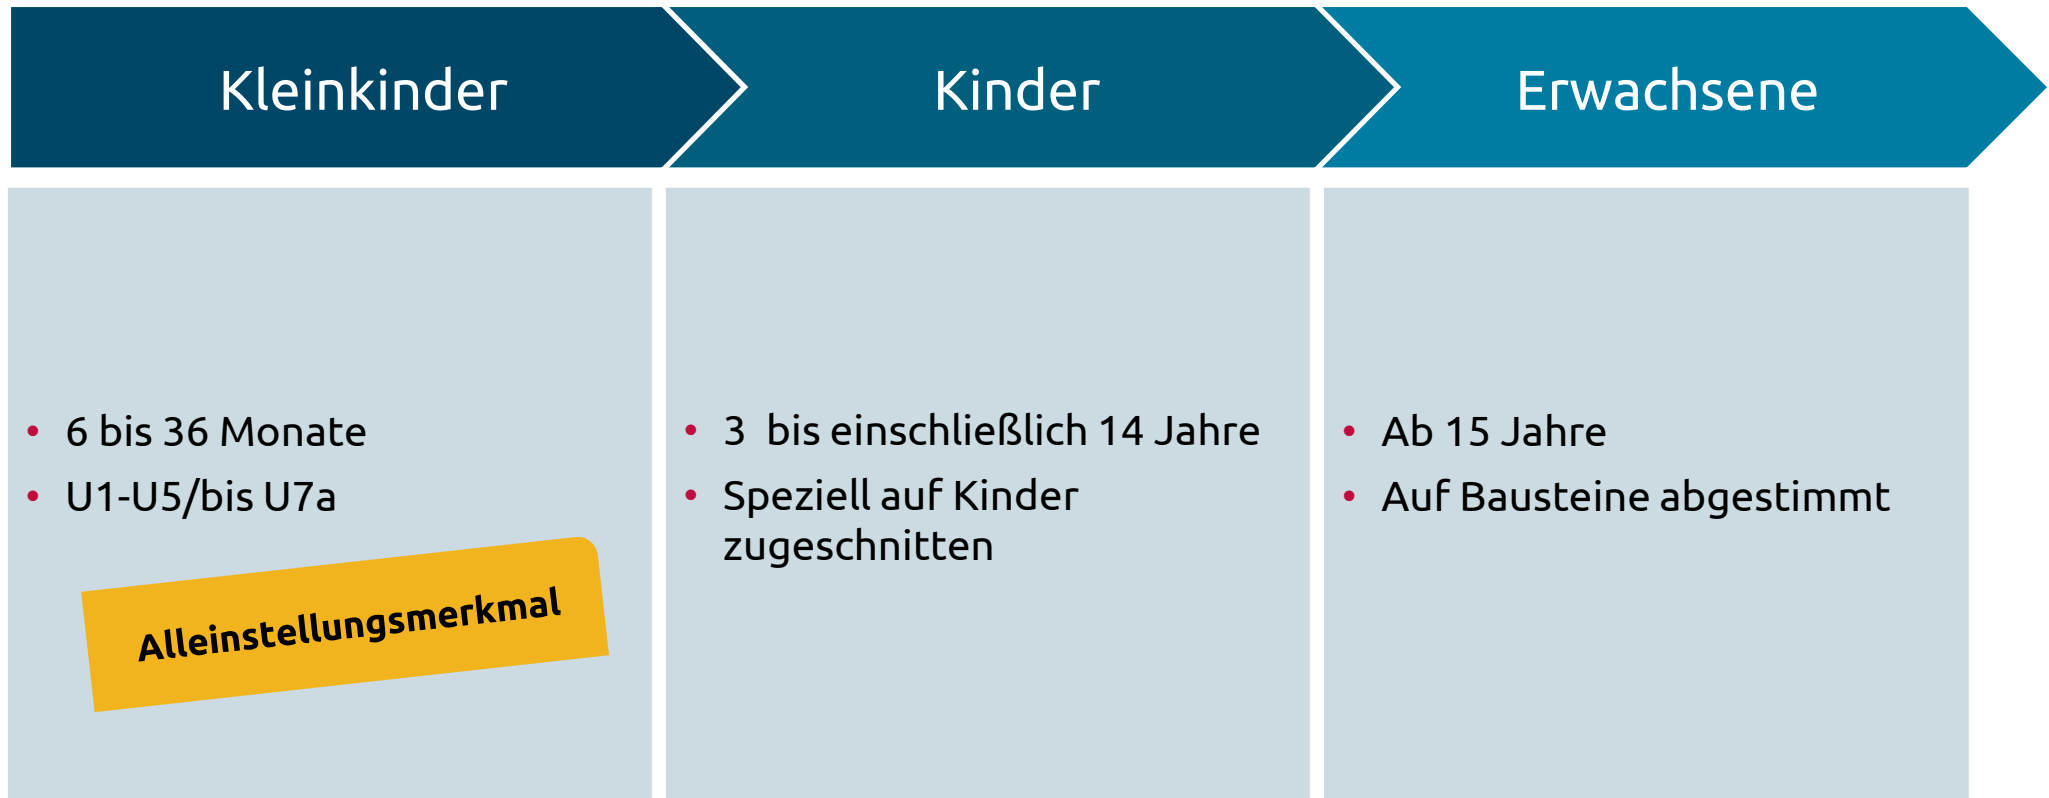 Kleinkinder
Kinder
Erwachsene
• 6 bis 36 Monate
• U1-U5/bis U7a
Alleinstellungsmerkmal
• 3  bis einschließlich 14 Jahre
• Speziell auf Kinder
zugeschnitten
• Ab 15 Jahre
• Auf Bausteine abgestimmt